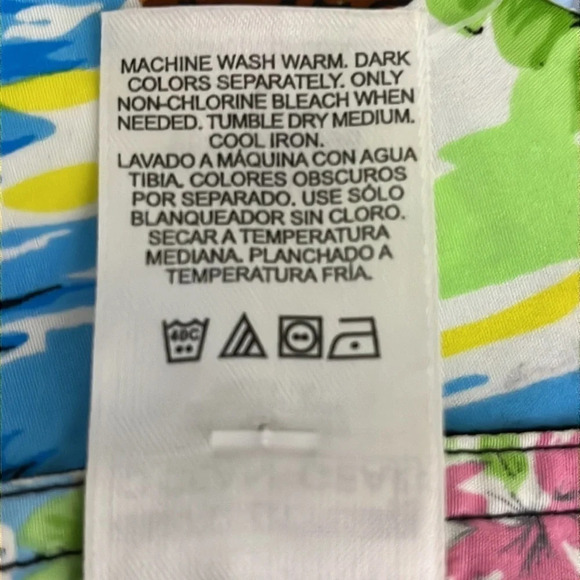 MACHINE WASH WARM. DARK
COLORS SEPARATELY. ONLY
NON-CHLORINE BLEACH WHEN
NEEDED. TUMBLE DRY MEDIUM.
COOL IRON.
LAVADO A MÁQUINA CON AGUA
TIBIA. COLORES OBSCUROS
POR SEPARADO. USE SÓLO
BLANQUEADOR SIN CLORO.
SECAR A TEMPERATURA
MEDIANA. PLANCHADO A
TEMPERATURA FRÍA.
40C